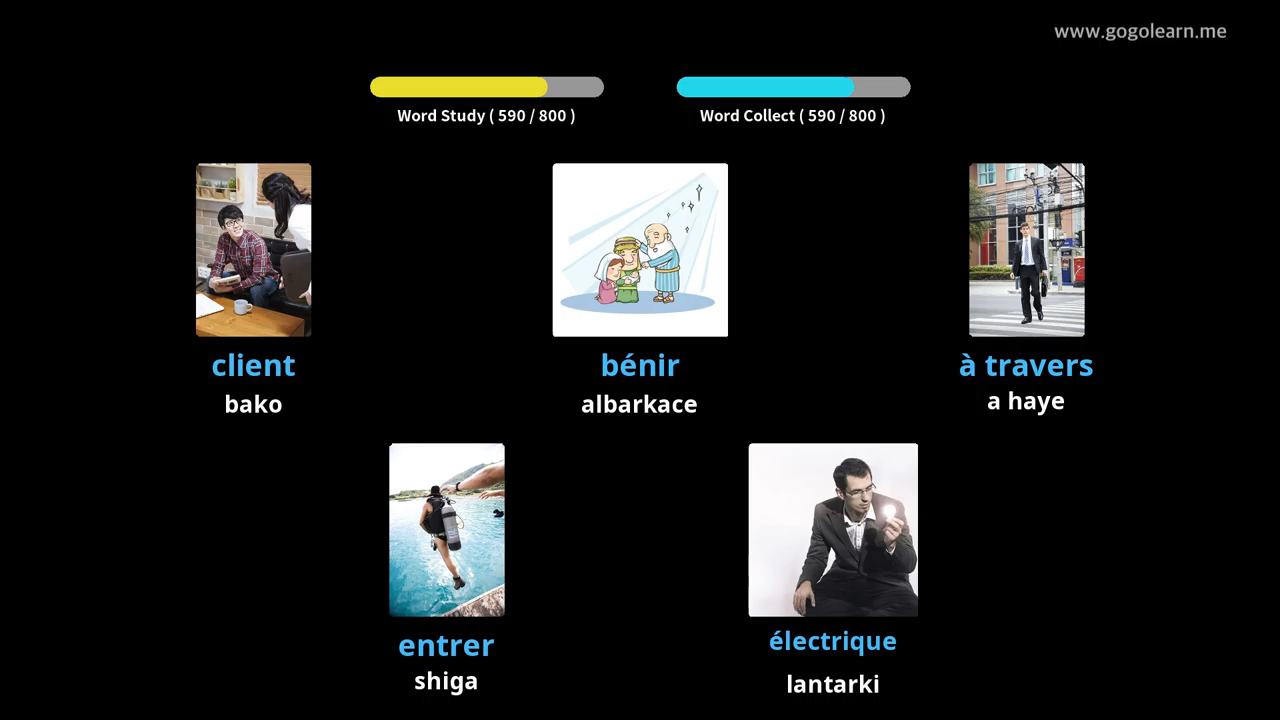 www.gogolearn.me
Word Study ( 590 / 800 )
Word Collect ( 590 / 800 )
client
bako
bénir
albarkace
à travers
a haye
entrer
shiga
électrique
lantarki